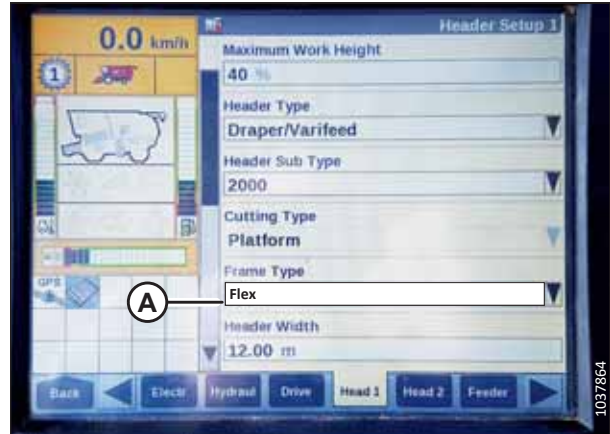 0.0 km/h
Header Setup 1
Maximum Work Height
40 %
1
Header Type
Draper/Varifeed
Header Sub Type
2000
Cutting Type
Platform
Frame Type
GPS
A
Flex
Header Width
12.00 m
Back
Electr
Hydraul
Drive
Head 1
Head 2
Feeder
1037864